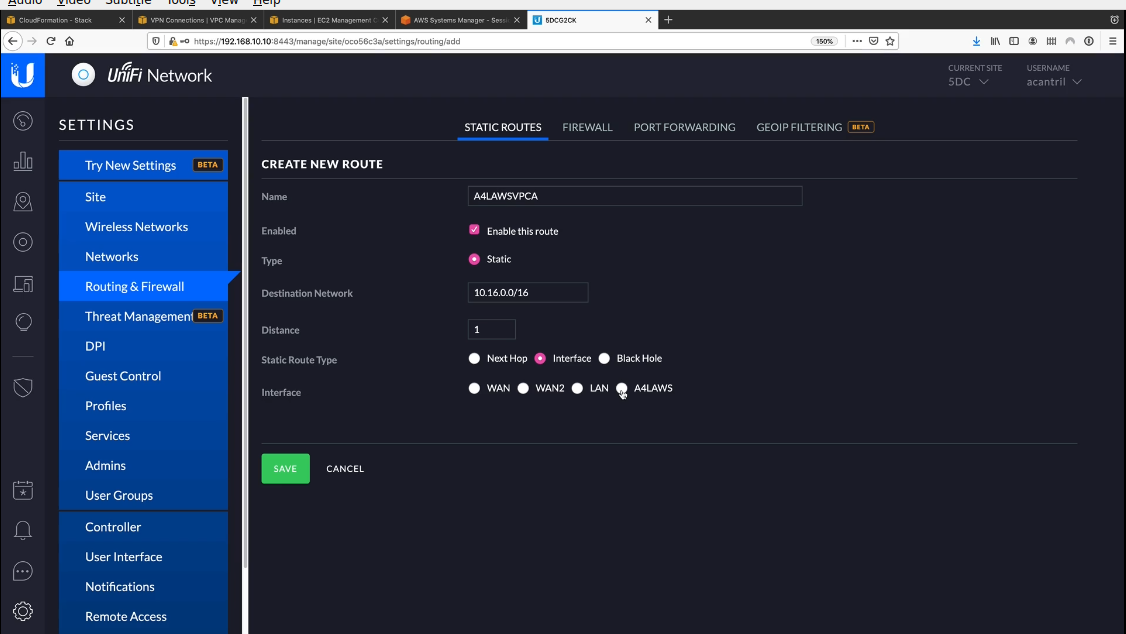 Audio Video Subtitle Tools View Help
CloudFormation - Stack
VPN Connections | VPC Manag
Instances | EC2 Management C
AWS Systems Manager - Sessi
5DCG2CK
https://192.168.10.10:8443/manage/site/oco56c3a/settings/routing/add
150%
UniFi Network
CURRENT SITE
5DC
USERNAME
acantril
SETTINGS
Try New Settings BETA
Site
Wireless Networks
Networks
Routing & Firewall
Threat Management BETA
DPI
Guest Control
Profiles
Services
Admins
User Groups
Controller
User Interface
Notifications
Remote Access
STATIC ROUTES FIREWALL PORT FORWARDING GEOIP FILTERING BETA
CREATE NEW ROUTE
Name A4LAWSVPCA
Enabled Enable this route
Type Static
Destination Network 10.16.0.0/16
Distance 1
Static Route Type Next Hop Interface Black Hole
Interface WAN WAN2 LAN A4LAWS
SAVE CANCEL